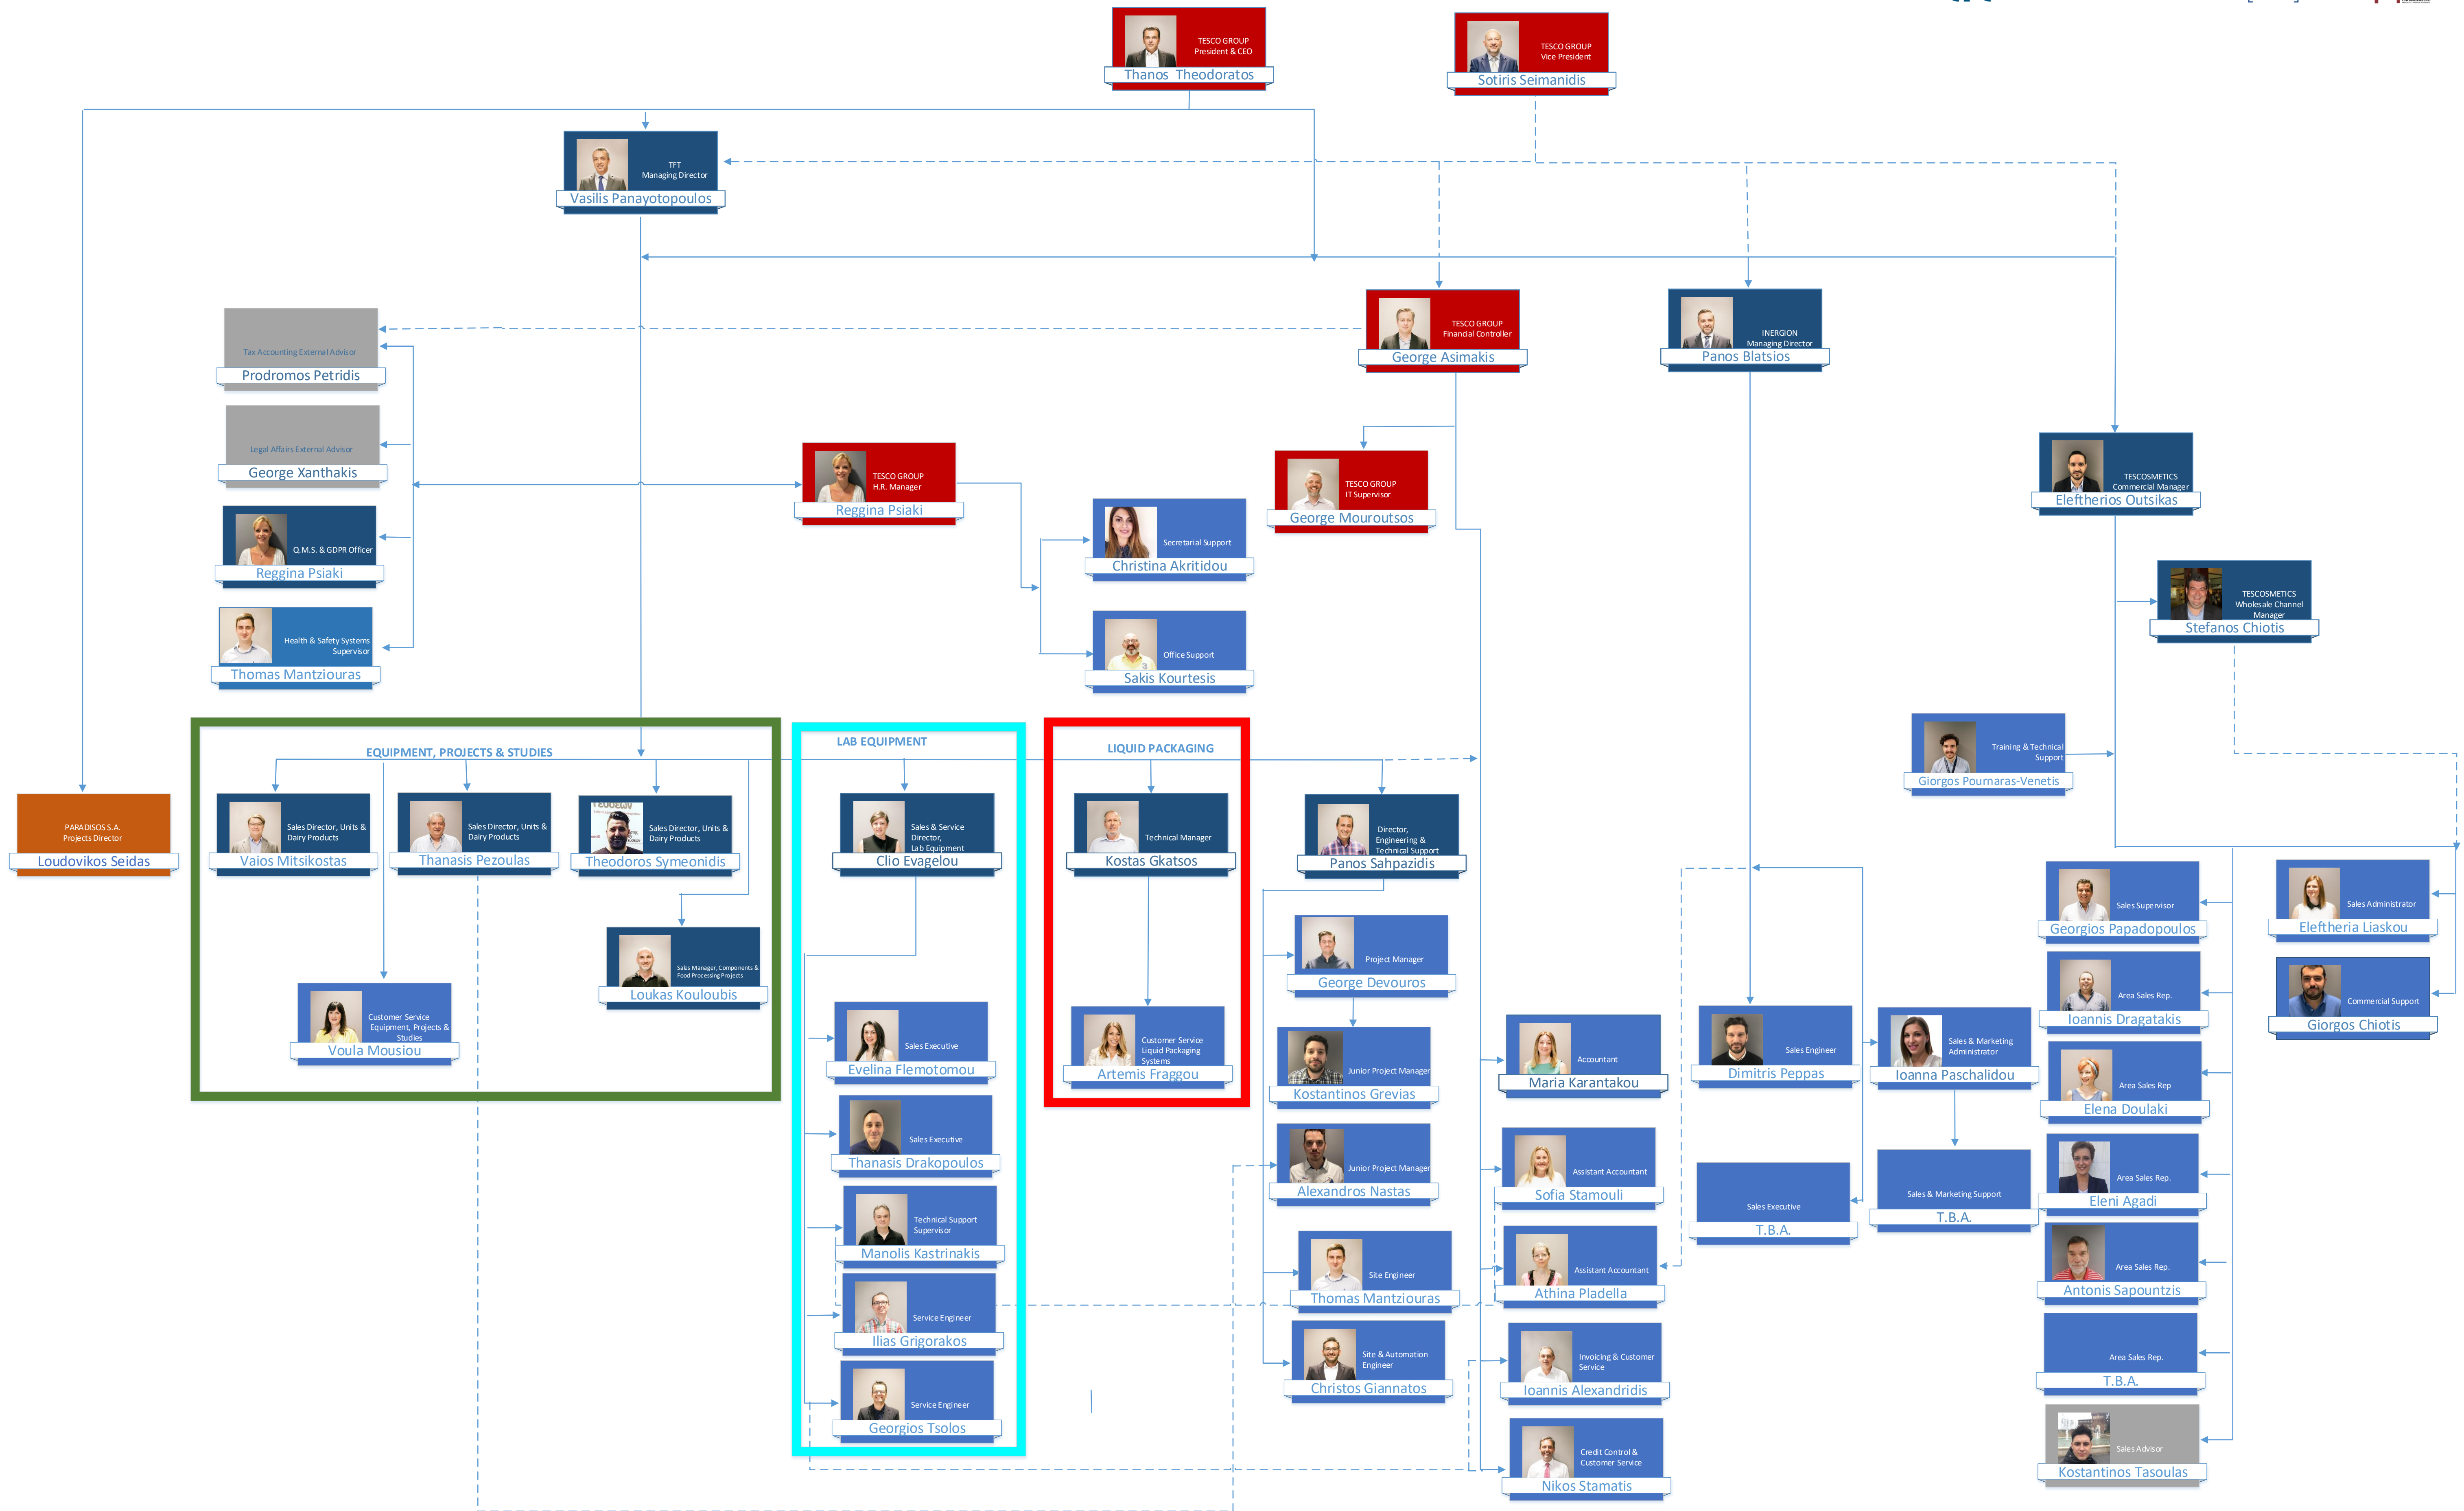 TESCO GROUP
President & CEO
Thanos Theodoratos
TESCO GROUP
Vice President
Sotiris Seimanidis
TFT
Managing Director
Vasilis Panayotopoulos
Tax Accounting External Advisor
Prodromos Petridis
TESCO GROUP
Financial Controller
George Asimakis
INERGION
Managing Director
Panos Blatsios
Legal Affairs External Advisor
George Xanthakis
TESCO GROUP
H.R. Manager
Reggina Psiaki
TESCO GROUP
IT Supervisor
George Mouroutsos
TESCOSMETICS
Commercial Manager
Eleftherios Outsikas
Q.M.S. & GDPR Officer
Reggina Psiaki
Secretarial Support
Christina Akritidou
TESCOSMETICS
Wholesale Channel
Manager
Stefanos Chiotis
Health & Safety Systems
Supervisor
Thomas Mantziouras
Office Support
Sakis Kourtesis
EQUIPMENT, PROJECTS & STUDIES
LAB EQUIPMENT
LIQUID PACKAGING
Training & Technical
Support
Giorgos Pournaras-Venetis
PARADISOS S.A.
Projects Director
Loudovikos Seidas
Sales Director, Units &
Dairy Products
Vaios Mitsikostas
Sales Director, Units &
Dairy Products
Thanasis Pezoulas
Sales Director, Units &
Dairy Products
Theodoros Symeonidis
Sales & Service
Director,
Lab Equipment
Clio Evagelou
Technical Manager
Kostas Gkatsos
Director,
Engineering &
Technical Support
Panos Sahpazidis
Sales Manager, Components &
Food Processing Projects
Loukas Kouloubis
Customer Service
Equipment, Projects &
Studies
Voula Mousiou
Sales Executive
Evelina Flemotomou
Sales Executive
Thanasis Drakopoulos
Technical Support
Supervisor
Manolis Kastrinakis
Service Engineer
Ilias Grigorakos
Service Engineer
Georgios Tsolos
Customer Service
Liquid Packaging
Systems
Artemis Fraggou
Project Manager
George Devouros
Junior Project Manager
Kostantinos Grevias
Junior Project Manager
Alexandros Nastas
Site Engineer
Thomas Mantziouras
Site & Automation
Engineer
Christos Giannatos
Accountant
Maria Karantakou
Assistant Accountant
Sofia Stamouli
Assistant Accountant
Athina Pladella
Invoicing & Customer
Service
Ioannis Alexandridis
Credit Control &
Customer Service
Nikos Stamatis
Sales Engineer
Dimitris Peppas
Sales Executive
T.B.A.
Sales & Marketing
Administrator
Ioanna Paschalidou
Sales & Marketing Support
T.B.A.
Sales Supervisor
Georgios Papadopoulos
Area Sales Rep.
Ioannis Dragatakis
Area Sales Rep
Elena Doulaki
Area Sales Rep.
Eleni Agadi
Area Sales Rep.
Antonis Sapountzis
Area Sales Rep.
T.B.A.
Sales Advisor
Kostantinos Tasoulas
Sales Administrator
Eleftheria Liaskou
Commercial Support
Giorgos Chiotis